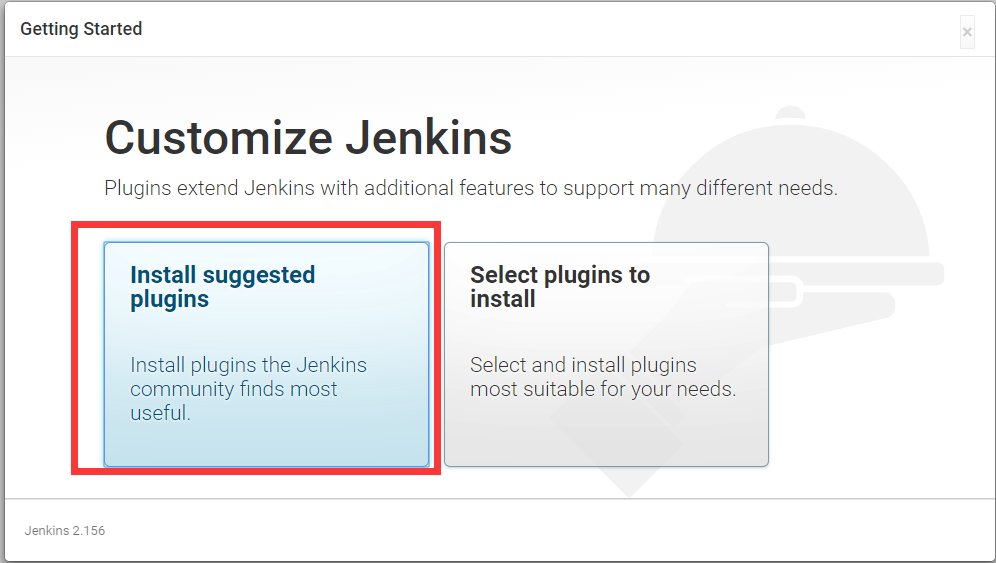 Getting Started
×
Customize Jenkins
Plugins extend Jenkins with additional features to support many different needs.
Install suggested
plugins
Install plugins the Jenkins
community finds most
useful.
Select plugins to
install
Select and install plugins
most suitable for your needs.
Jenkins 2.156